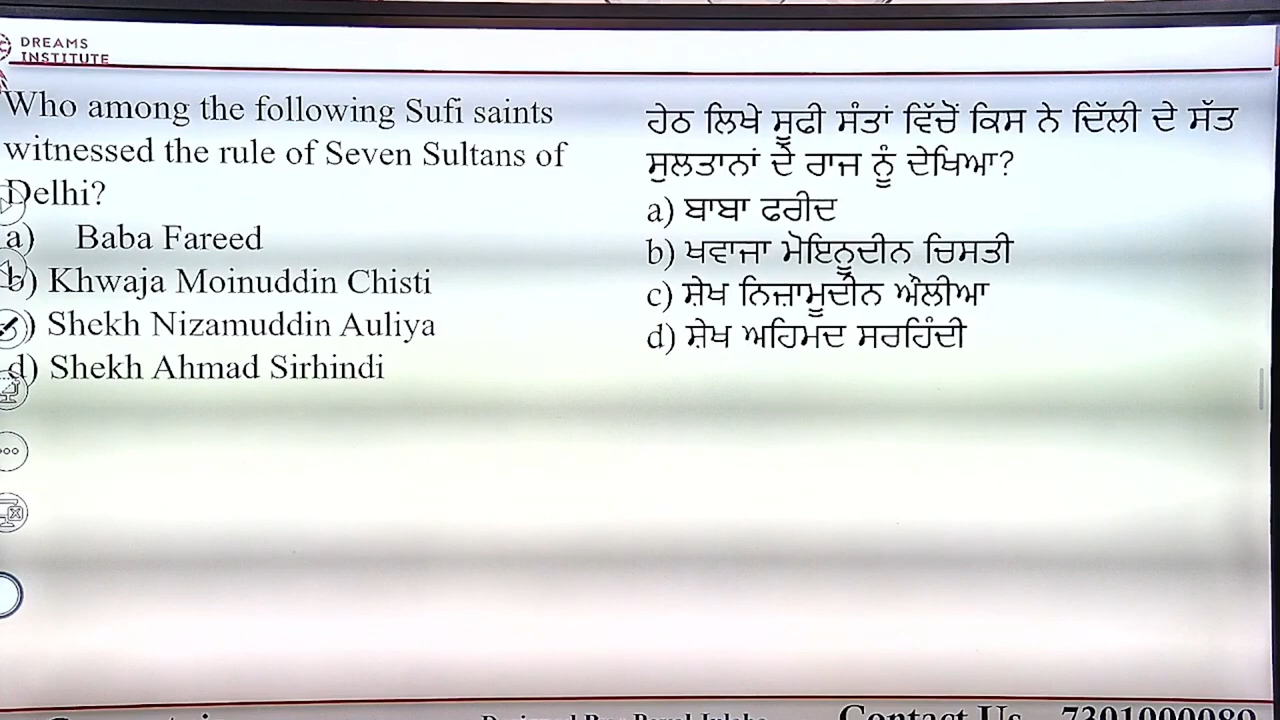 DREAMS
INSTITUTE
Who among the following Sufi saints
witnessed the rule of Seven Sultans of
Delhi?
a) Baba Fareed
b) Khwaja Moinuddin Chisti
) Shekh Nizamuddin Auliya
d) Shekh Ahmad Sirhindi
ਹੇਠ ਲਿਖੇ ਸੂਫੀ ਸੰਤਾਂ ਵਿੱਚੋਂ ਕਿਸ ਨੇ ਦਿੱਲੀ ਦੇ ਸੱਤ
ਸੁਲਤਾਨਾਂ ਦੇ ਰਾਜ ਨੂੰ ਦੇਖਿਆ?
a) ਬਾਬਾ ਫਰੀਦ
b) ਖਵਾਜਾ ਮੋਇਨੂਦੀਨ ਚਿਸਤੀ
c) ਸ਼ੇਖ ਨਿਜ਼ਾਮੂਦੀਨ ਔਲੀਆ
d) ਸ਼ੇਖ ਅਹਿਮਦ ਸਰਹਿੰਦੀ
Contact Us 7301000080